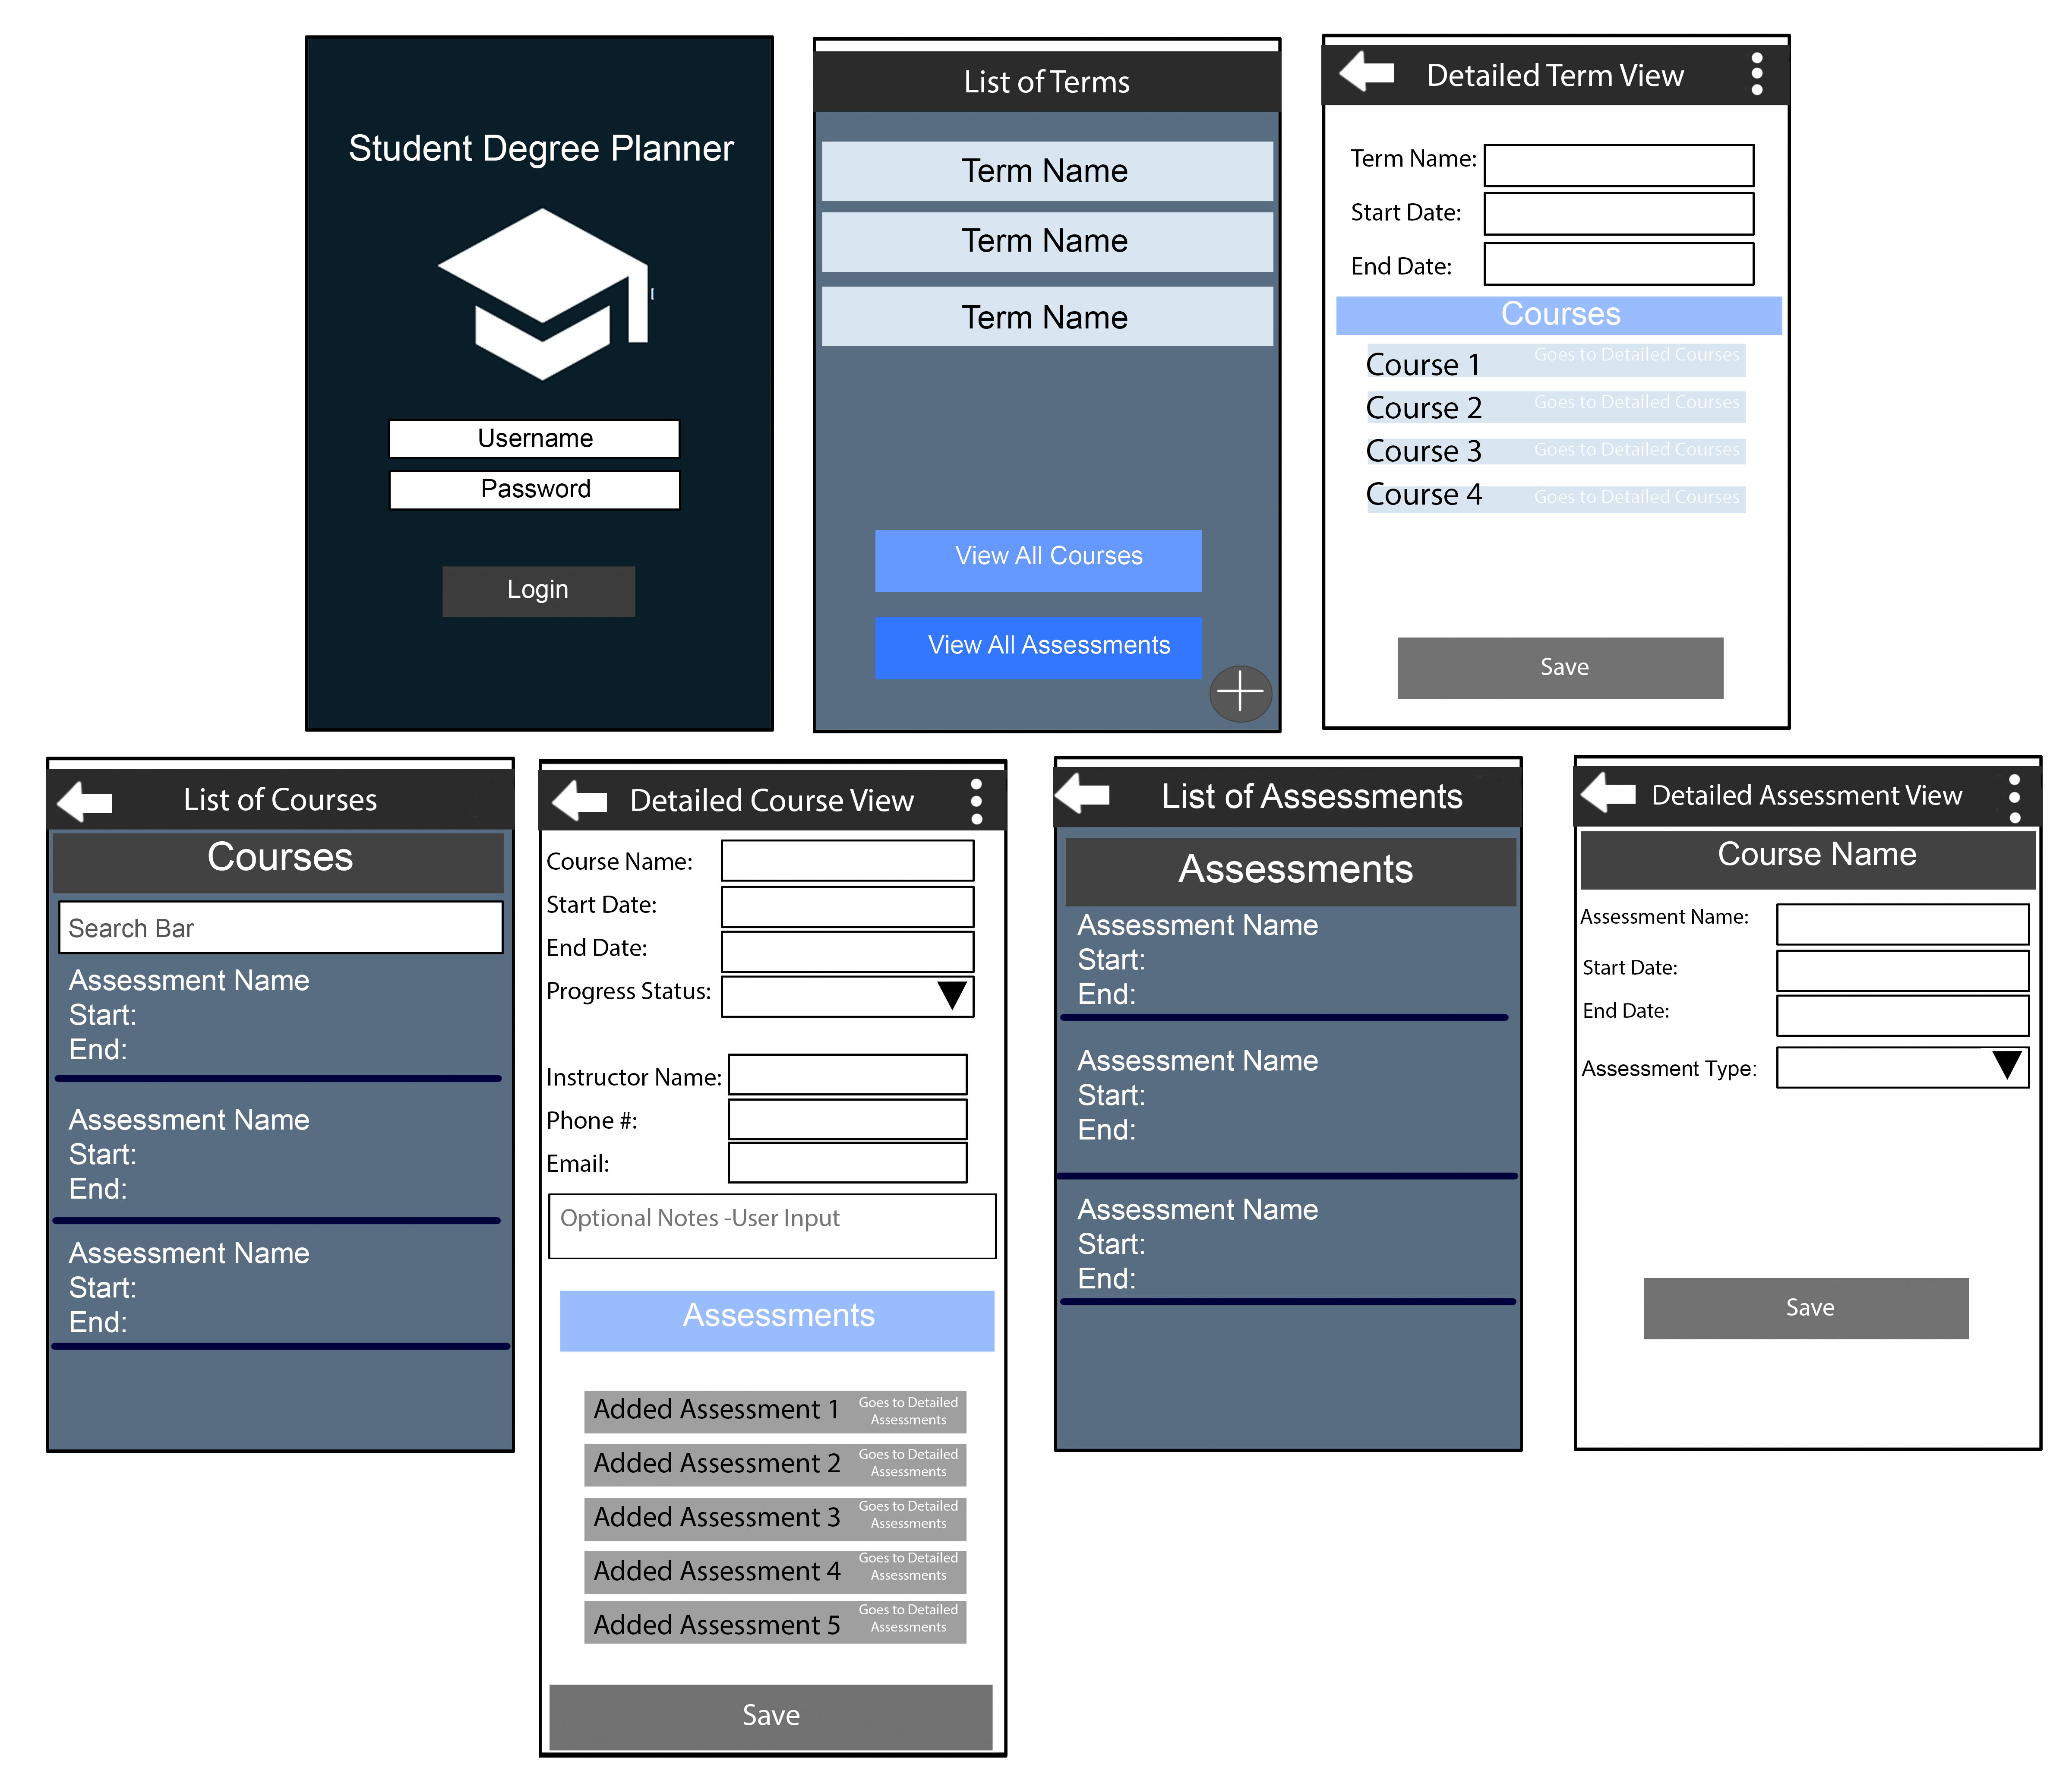 Student Degree Planner
Username
Password
Login
List of Terms
Term Name
Term Name
Term Name
View All Courses
View All Assessments
Detailed Term View
Term Name:
Start Date:
End Date:
Courses
Course 1 Goes to Detailed Courses
Course 2 Goes to Detailed Courses
Course 3 Goes to Detailed Courses
Course 4 Goes to Detailed Courses
Save
List of Courses
Courses
Search Bar
Assessment Name
Start:
End:
Assessment Name
Start:
End:
Assessment Name
Start:
End:
Detailed Course View
Course Name:
Start Date:
End Date:
Progress Status:
Instructor Name:
Phone #:
Email:
Optional Notes -User Input
Assessments
Added Assessment 1
Goes to Detailed
Assessments
Added Assessment 2
Goes to Detailed
Assessments
Added Assessment 3
Goes to Detailed
Assessments
Added Assessment 4
Goes to Detailed
Assessments
Added Assessment 5
Goes to Detailed
Assessments
Save
List of Assessments
Assessments
Assessment Name
Start:
End:
Assessment Name
Start:
End:
Assessment Name
Start:
End:
Detailed Assessment View
Course Name
Assessment Name:
Start Date:
End Date:
Assessment Type:
Save